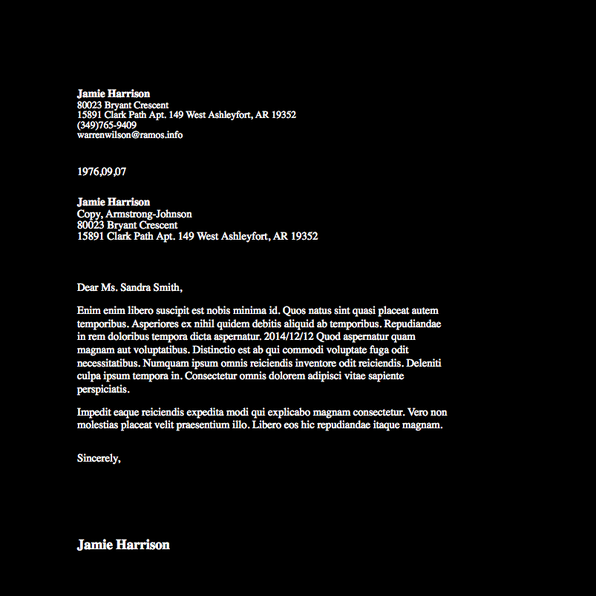 Jamie Harrison
80023 Bryant Crescent
15891 Clark Path Apt. 149 West Ashleyfort, AR 19352
(349)765-9409
warrenwilson@ramos.info
1976,09,07
Jamie Harrison
Copy, Armstrong-Johnson
80023 Bryant Crescent
15891 Clark Path Apt. 149 West Ashleyfort, AR 19352
Dear Ms. Sandra Smith,
Enim enim libero suscipit est nobis minima id. Quos natus sint quasi placeat autem
temporibus. Asperiores ex nihil quidem debitis aliquid ab temporibus. Repudiandae
in rem doloribus tempora dicta aspernatur. 2014/12/12 Quod aspernatur quam
magnam aut voluptatibus. Distinctio est ab qui commodi voluptate fuga odit
necessitatibus. Numquam ipsum omnis reiciendis inventore odit reiciendis. Deleniti
culpa ipsum tempora in. Consectetur omnis dolorem adipisci vitae sapiente
perspiciatis.
Impedit eaque reiciendis expedita modi qui explicabo magnam consectetur. Vero non
molestias placeat velit praesentium illo. Libero eos hic repudiandae itaque magnam.
Sincerely,
Jamie Harrison